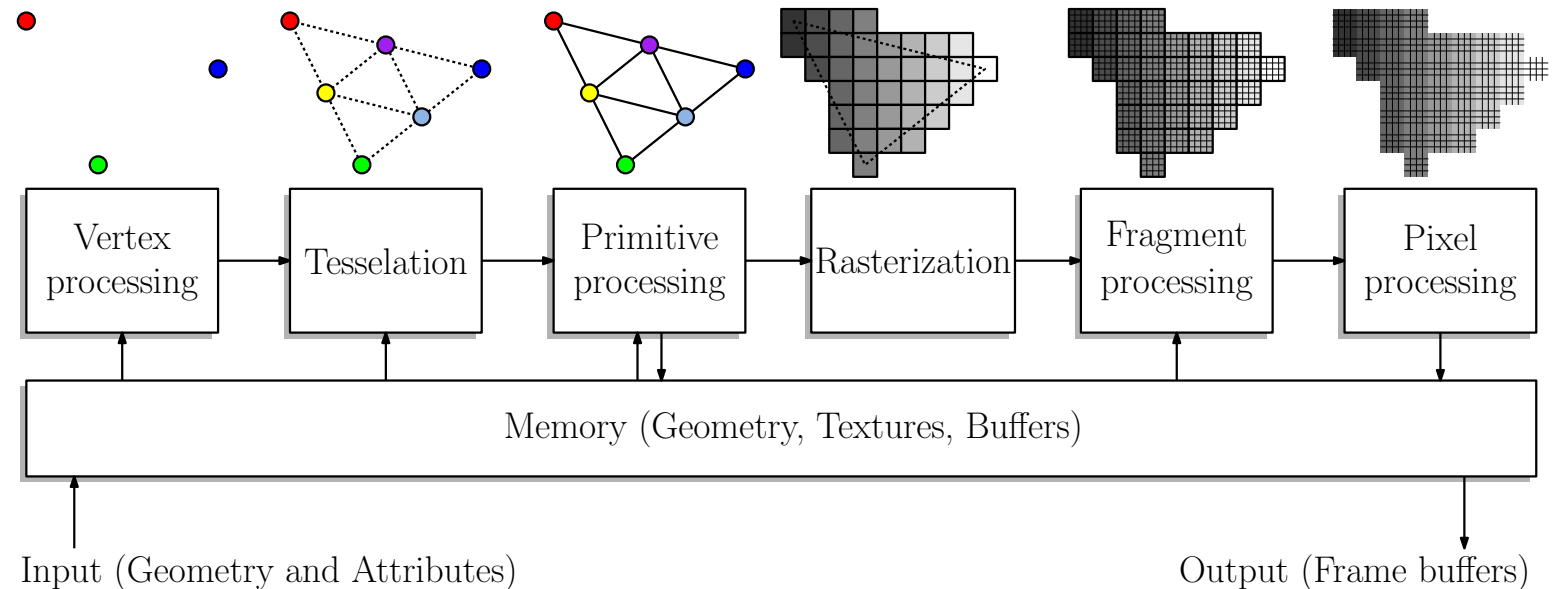 Vertex
processing
Tesselation
Primitive
processing
Rasterization
Fragment
processing
Pixel
processing
Memory (Geometry, Textures, Buffers)
Input (Geometry and Attributes)
Output (Frame buffers)